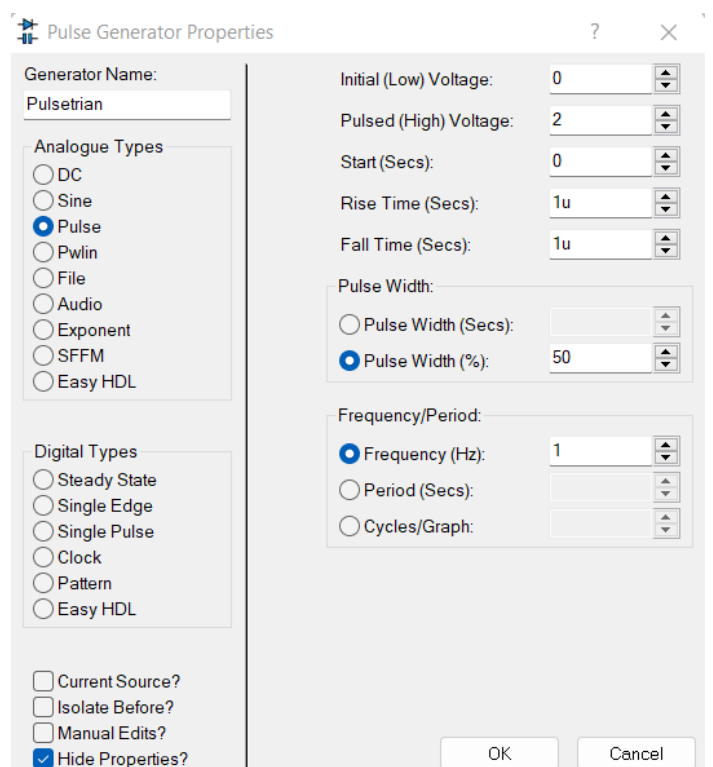 Pulse Generator Properties ?
Generator Name:
Pulsetrian
Analogue Types
DC
Sine
Pulse
Pwlin
File
Audio
Exponent
SFFM
Easy HDL
Digital Types
Steady State
Single Edge
Single Pulse
Clock
Pattern
Easy HDL
Current Source?
Isolate Before?
Manual Edits?
Hide Properties?
Initial (Low) Voltage: 0
Pulsed (High) Voltage: 2
Start (Secs): 0
Rise Time (Secs): 1u
Fall Time (Secs): 1u
Pulse Width:
Pulse Width (Secs):
Pulse Width (%): 50
Frequency/Period:
Frequency (Hz): 1
Period (Secs):
Cycles/Graph:
OK Cancel